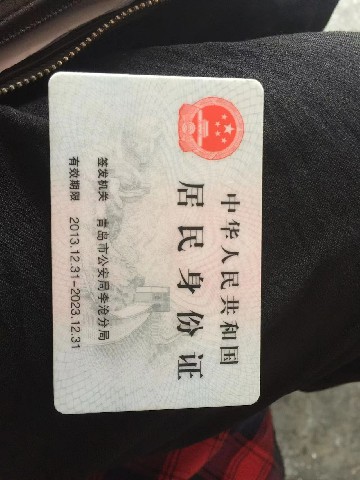 中华人民共和国
居民身份证
签发机关 青岛市公安局李沧分局
有效期限 2013.12.31-2023.12.31